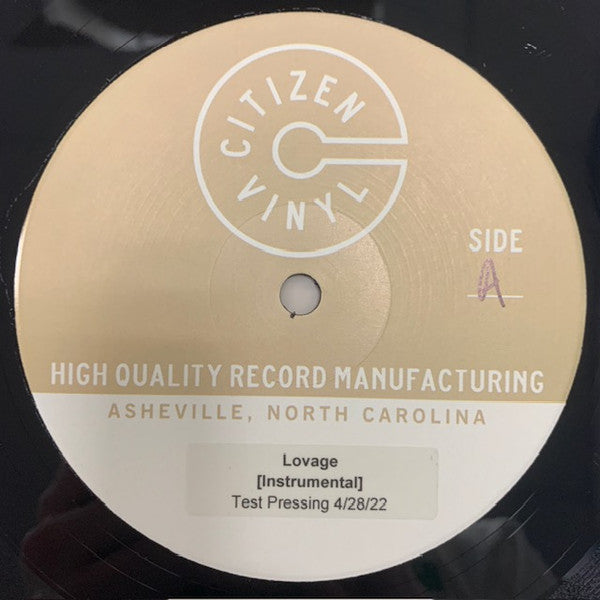 CITIZEN
VINYL
SIDE
A
HIGH QUALITY RECORD MANUFACTURING
ASHEVILLE, NORTH CAROLINA
Lovage
[Instrumental]
Test Pressing 4/28/22